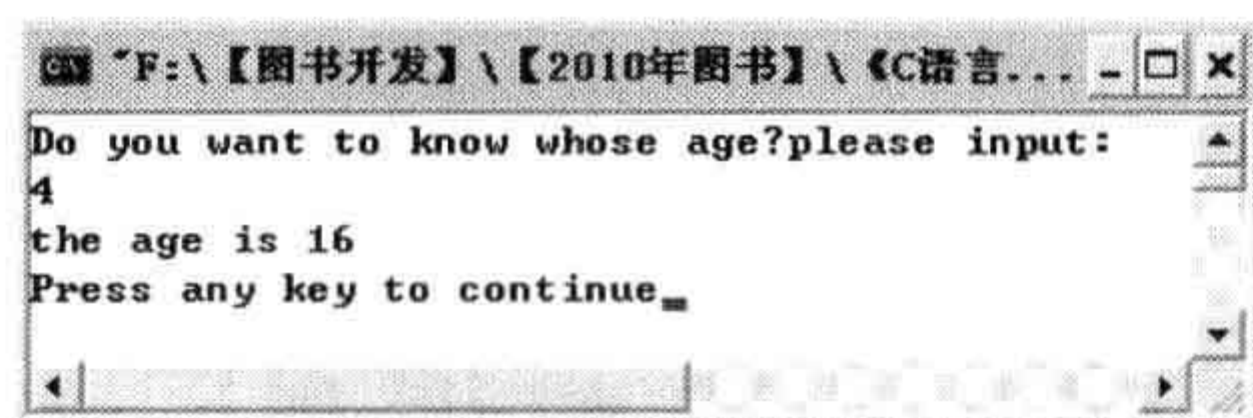 "F:\【图书开发】\【2010年图书】\《C语言...
Do you want to know whose age?please input:
4
the age is 16
Press any key to continue